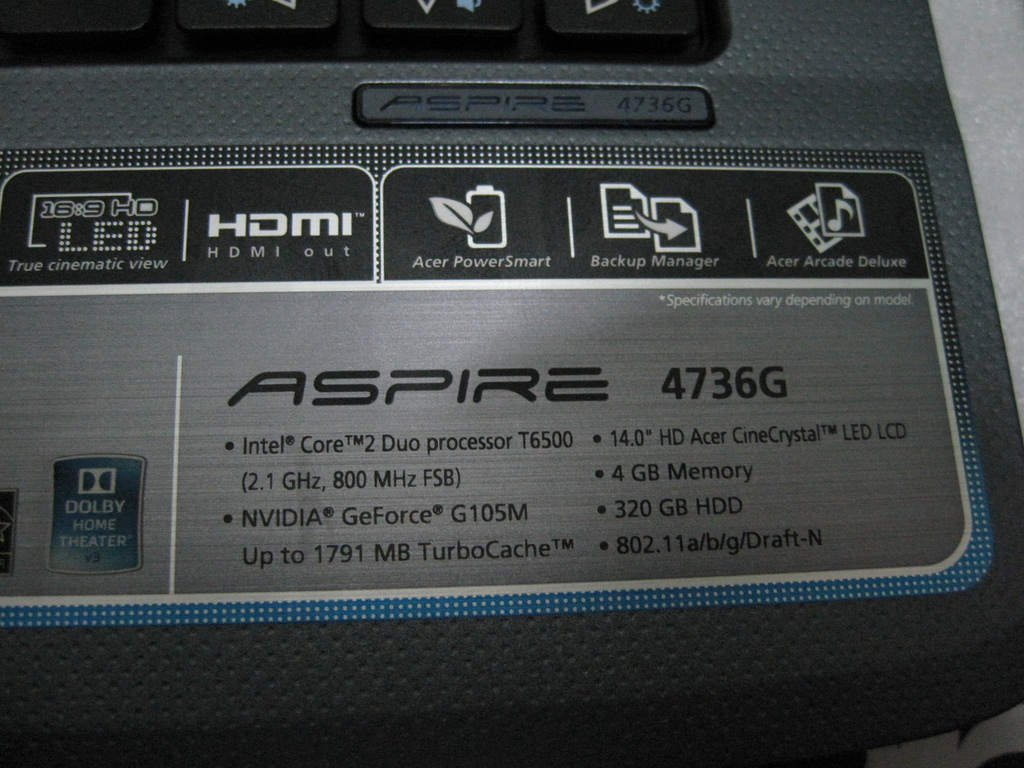 ASPIRE 4736G
16:9 HD
LED
True cinematic view
HDMI™
HDMI out
Acer PowerSmart
Backup Manager
Acer Arcade Deluxe
*Specifications vary depending on model.
ASPIRE 4736G
• Intel® Core™2 Duo processor T6500
(2.1 GHz, 800 MHz FSB)
• NVIDIA® GeForce® G105M
Up to 1791 MB TurboCache™
• 14.0" HD Acer CineCrystal™ LED LCD
• 4 GB Memory
• 320 GB HDD
• 802.11a/b/g/Draft-N
DOLBY
HOME
THEATER®
v3